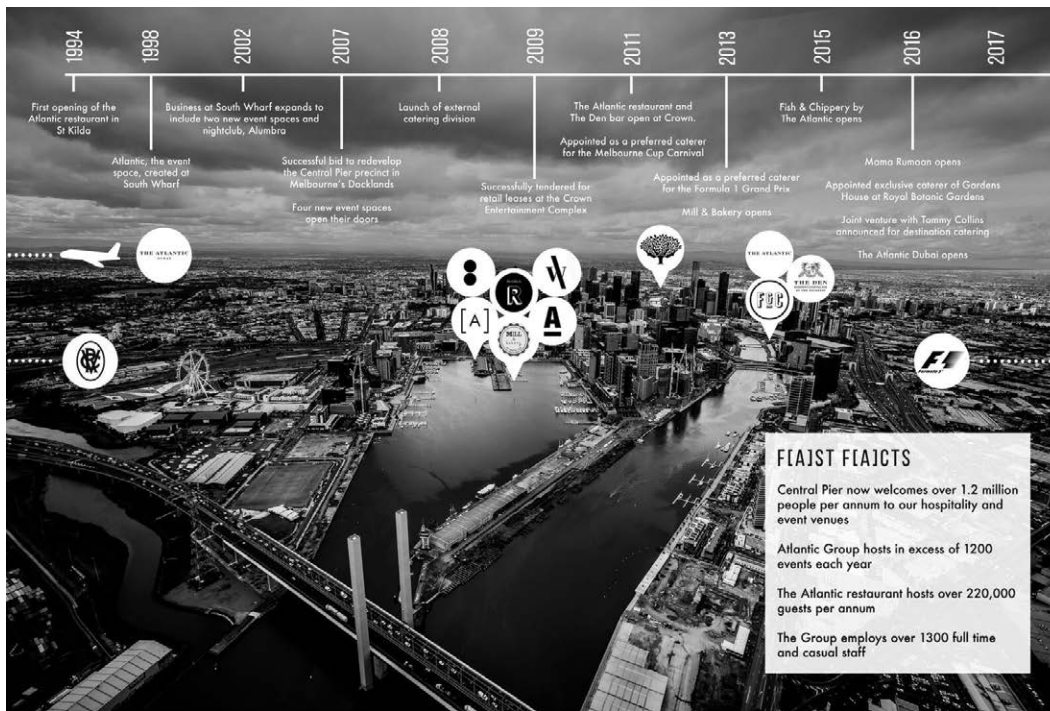 1994
1998
2002
2007
2008
2009
2011
2013
2015
2016
2017
First opening of the
Atlantic restaurant in
St Kilda
Atlantic, the event
space, created at
South Wharf
Business at South Wharf expands to
include two new event spaces and
nightclub, Alumbra
Successful bid to redevelop
the Central Pier precinct in
Melbourne's Docklands
Four new event spaces
open their doors
Launch of external
catering division
Successfully tendered for
retail leases at the Crown
Entertainment Complex
The Atlantic restaurant and
The Den bar open at Crown.
Appointed as a preferred caterer
for the Melbourne Cup Carnival
Appointed as a preferred caterer
for the Formula 1 Grand Prix
Mill & Bakery opens
Fish & Chippery by
The Atlantic opens
Mama Rumaan opens
Appointed exclusive caterer of Gardens
House at Royal Botanic Gardens
Joint venture with Tommy Collins
announced for destination catering
The Atlantic Dubai opens
THE ATLANTIC
DUBAI
R
[A]
A
MILL
THE ATLANTIC
THE DEN
F&C
VRC
F1
F[A]ST F[A]CTS
Central Pier now welcomes over 1.2 million
people per annum to our hospitality and
event venues
Atlantic Group hosts in excess of 1200
events each year
The Atlantic restaurant hosts over 220,000
guests per annum
The Group employs over 1300 full time
and casual staff